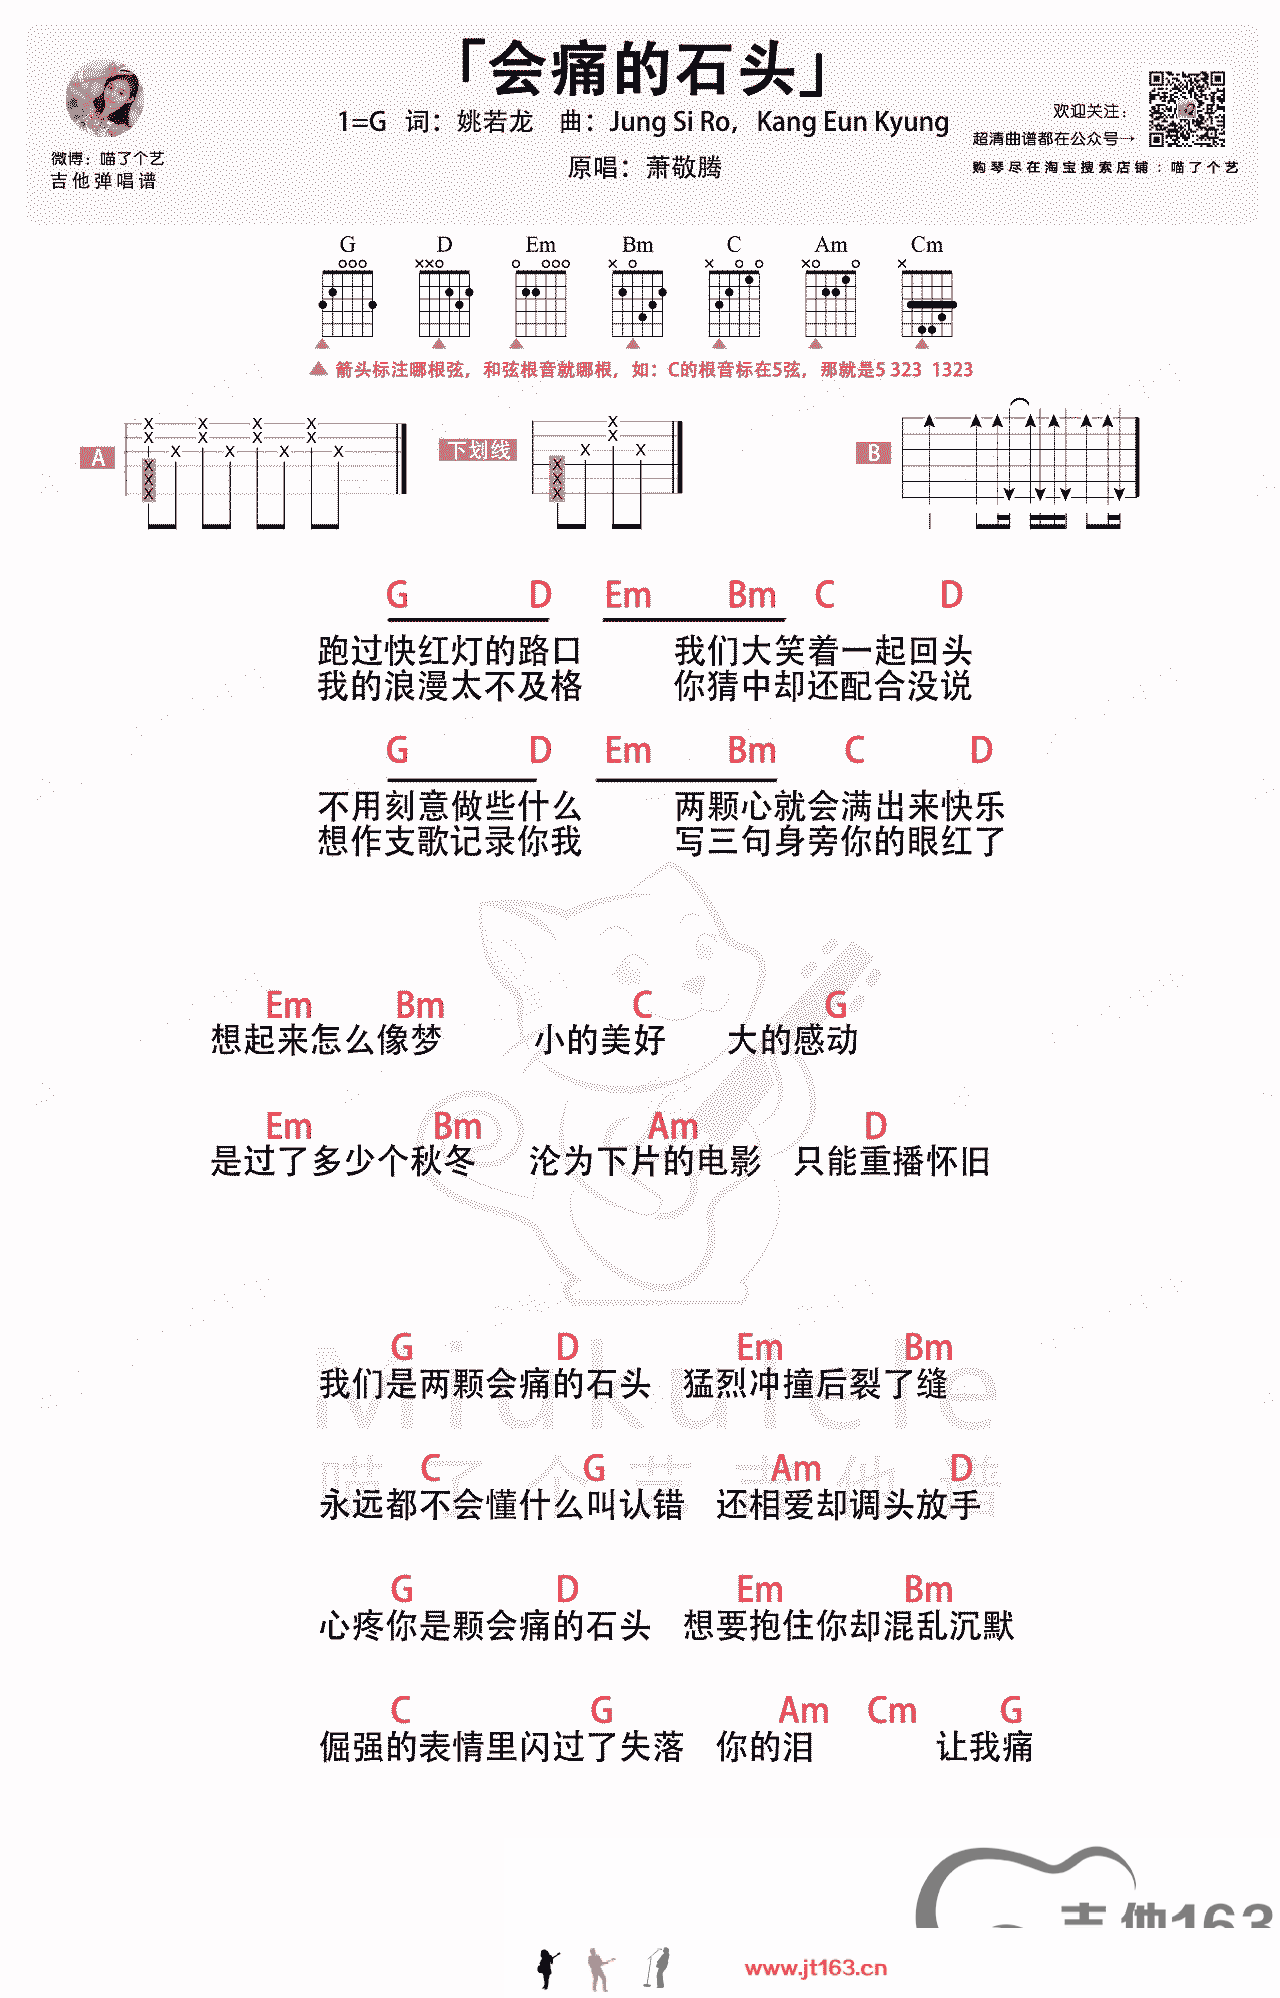 「会痛的石头」
1=G 词：姚若龙 曲：Jung Si Ro，Kang Eun Kyung
原唱：萧敬腾
微博：喵了个艺
吉他弹唱谱
欢迎关注：
超清曲谱都在公众号→
购琴尽在淘宝搜索店铺：喵了个艺
G D Em Bm C Am Cm
箭头标注哪根弦，和弦根音就哪根，如：C的根音标在5弦，那就是5 323 1323
A 下划线 B
G D Em Bm C D
跑过快红灯的路口 我们大笑着一起回头
我的浪漫太不及格 你猜中却还配合没说
G D Em Bm C D
不用刻意做些什么 两颗心就会满出来快乐
想作支歌记录你我 写三句身旁你的眼红了
Em Bm C G
想起来怎么像梦 小的美好 大的感动
Em Bm Am D
是过了多少个秋冬 沦为下片的电影 只能重播怀旧
G D Em Bm
我们是两颗会痛的石头 猛烈冲撞后裂了缝
Miukulele
C G Am D
喵了个艺吉他谱
永远都不会懂什么叫认错 还相爱却调头放手
G D Em Bm
心疼你是颗会痛的石头 想要抱住你却混乱沉默
C G Am Cm G
倔强的表情里闪过了失落 你的泪 让我痛
吉他163
www.jt163.cn